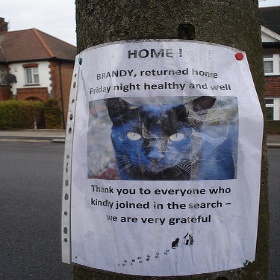 HOME !
BRANDY, returned home
Friday night healthy and well
Thank you to everyone who
kindly joined in the search –
we are very grateful